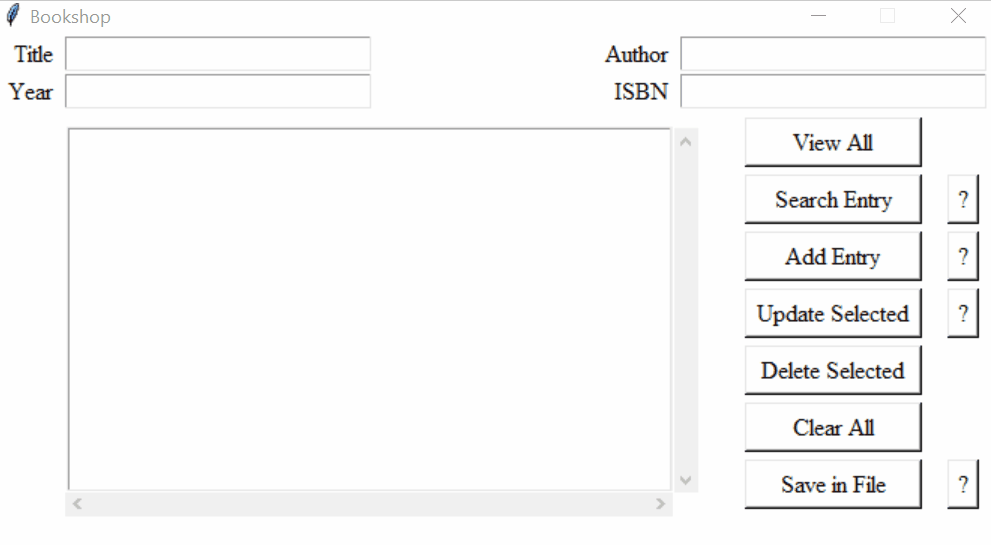 Bookshop
Title
Author
Year
ISBN
View All
Search Entry ?
Add Entry ?
Update Selected ?
Delete Selected
Clear All
Save in File ?